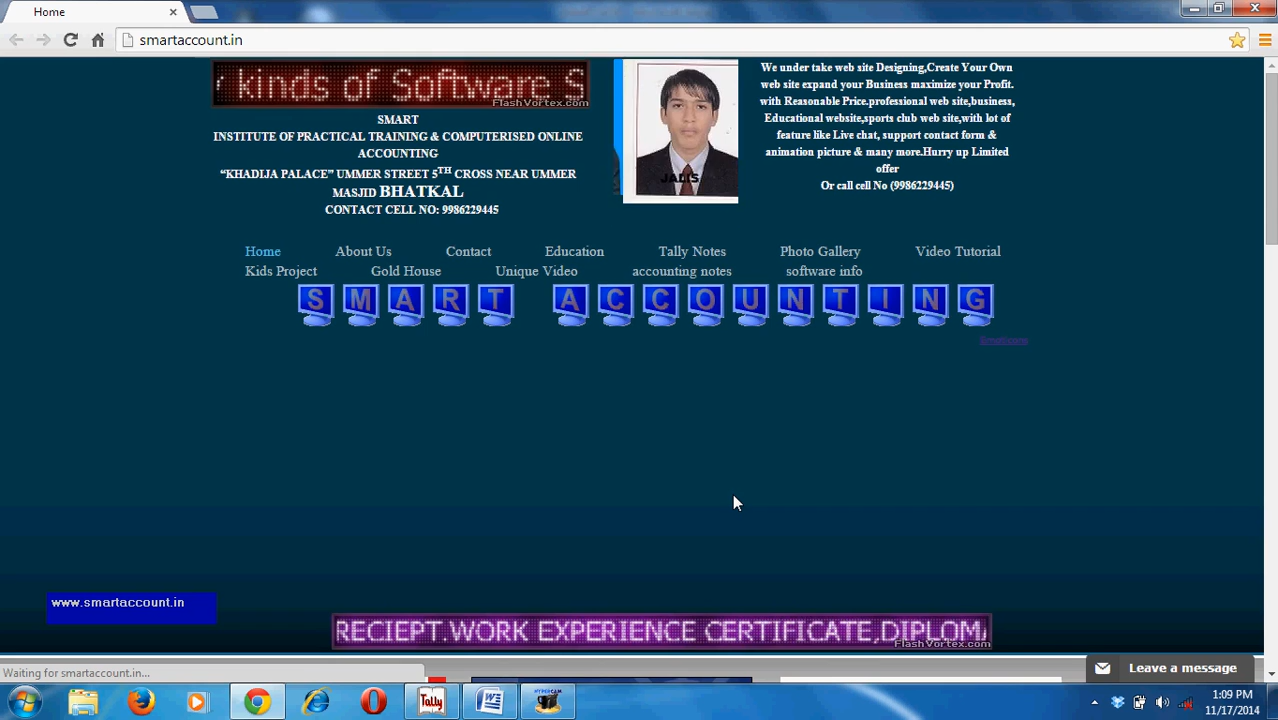 Home
smartaccount.in
kinds of Software S
FlashVortex.com
SMART
INSTITUTE OF PRACTICAL TRAINING & COMPUTERISED ONLINE
ACCOUNTING
“KHADIJA PALACE” UMMER STREET 5TH CROSS NEAR UMMER
MASJID BHATKAL
CONTACT CELL NO: 9986229445
JALIS
We under take web site Designing,Create Your Own
web site expand your Business maximize your Profit.
with Reasonable Price.professional web site,business,
Educational website,sports club web site,with lot of
feature like Live chat, support contact form &
animation picture & many more.Hurry up Limited
offer
Or call cell No (9986229445)
Home About Us Contact Education Tally Notes Photo Gallery Video Tutorial
Kids Project Gold House Unique Video accounting notes software info
SMART ACCOUNTING
www.smartaccount.in
RECIEPT.WORK EXPERIENCE CERTIFICATE,DIPLOM
FlashVortex.com
Waiting for smartaccount.in...
Leave a message
Tally
HYPERCAM
1:09 PM
11/17/2014